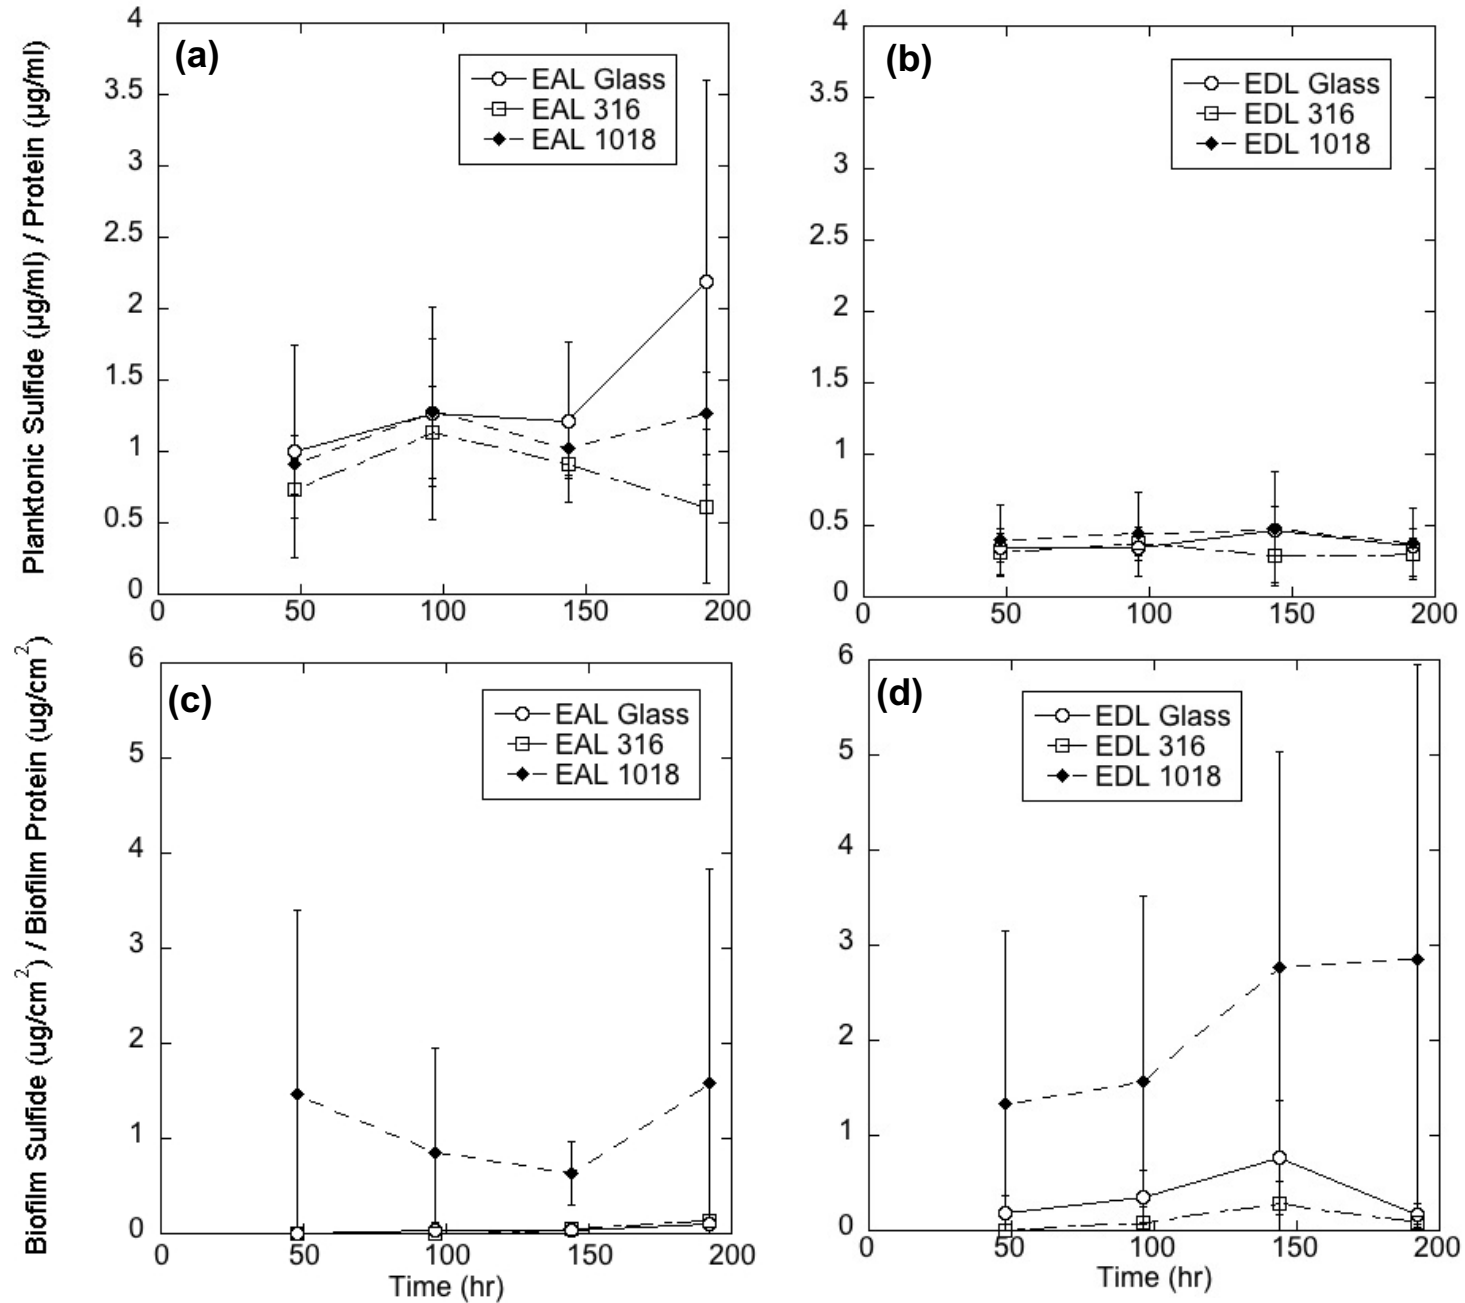 Planktonic Sulfide (µg/ml) / Protein (µg/ml)
(a)
EAL Glass
EAL 316
EAL 1018
4
3.5
3
2.5
2
1.5
1
0.5
0
0 50 100 150 200
(b)
EDL Glass
EDL 316
EDL 1018
4
3.5
3
2.5
2
1.5
1
0.5
0
0 50 100 150 200
Biofilm Sulfide (ug/cm²) / Biofilm Protein (ug/cm²)
(c)
EAL Glass
EAL 316
EAL 1018
6
5
4
3
2
1
0
0 50 100 150 200
Time (hr)
(d)
EDL Glass
EDL 316
EDL 1018
6
5
4
3
2
1
0
0 50 100 150 200
Time (hr)